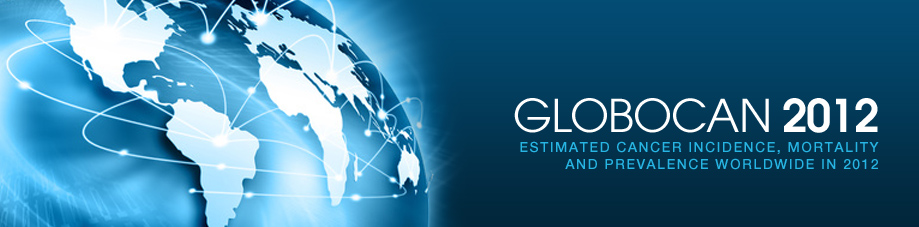 GLOBOCAN 2012
ESTIMATED CANCER INCIDENCE, MORTALITY
AND PREVALENCE WORLDWIDE IN 2012